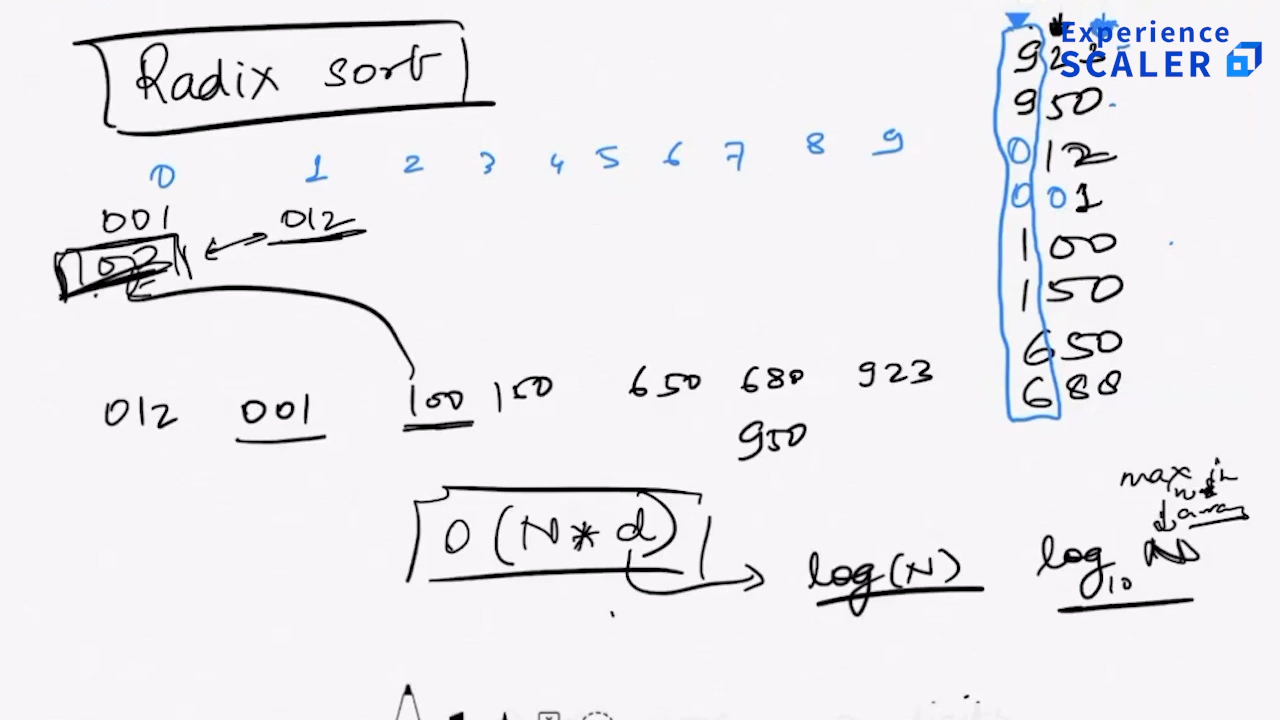 Radix sort
Experience
SCALER
9
950
012
001
100
150
650
688
0 1 2 3 4 5 6 7 8 9
001 012
012 001 100 150 650 680 923
950
O (N * d)
log(N)
log10
max
array